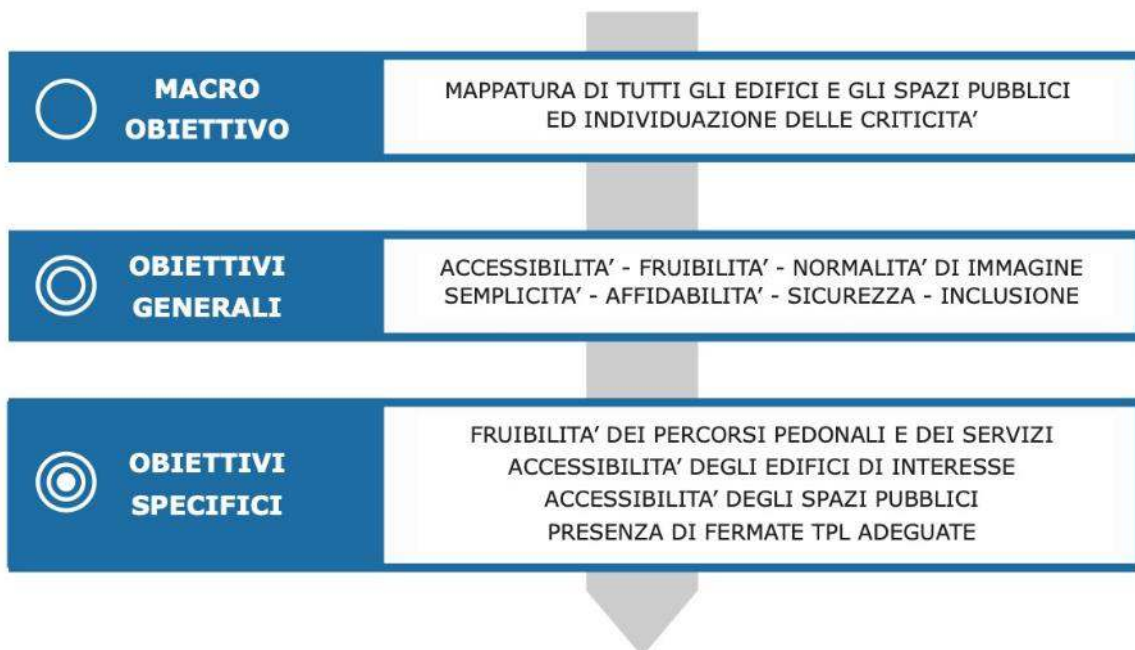 MACRO
OBIETTIVO
MAPPATURA DI TUTTI GLI EDIFICI E GLI SPAZI PUBBLICI
ED INDIVIDUAZIONE DELLE CRITICITA’
OBIETTIVI
GENERALI
ACCESSIBILITA’ - FRUIBILITA’ - NORMALITA’ DI IMMAGINE
SEMPLICITA’ - AFFIDABILITA’ - SICUREZZA - INCLUSIONE
OBIETTIVI
SPECIFICI
FRUIBILITA’ DEI PERCORSI PEDONALI E DEI SERVIZI
ACCESSIBILITA’ DEGLI EDIFICI DI INTERESSE
ACCESSIBILITA’ DEGLI SPAZI PUBBLICI
PRESENZA DI FERMATE TPL ADEGUATE